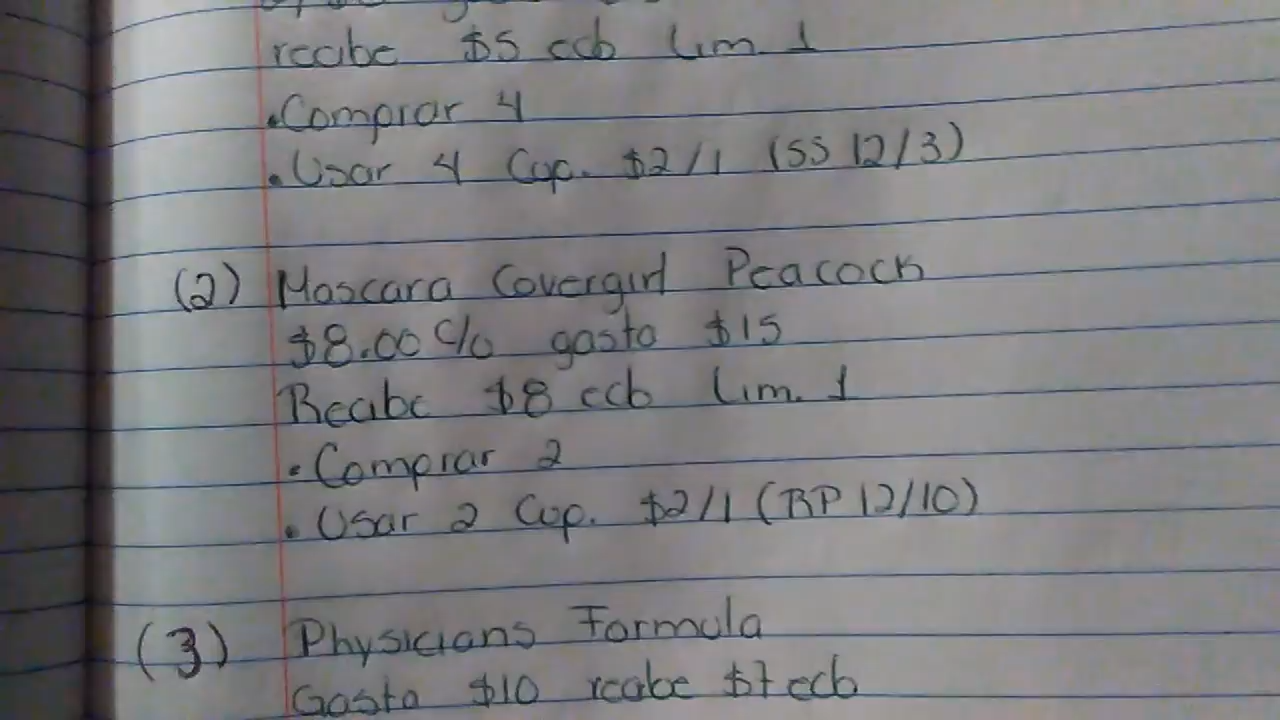 recibe $5 ecb Lim. 1
• Comprar 4
• Usar 4 Cup. $2/1 (SS 12/3)
(2) Mascara Covergirl Peacock
$8.00 c/u gasta $15
Recibe $8 ecb Lim. 1
• Comprar 2
• Usar 2 Cup. $2/1 (RP 12/10)
(3) Physicians Formula
Gasta $10 recibe $7 ecb